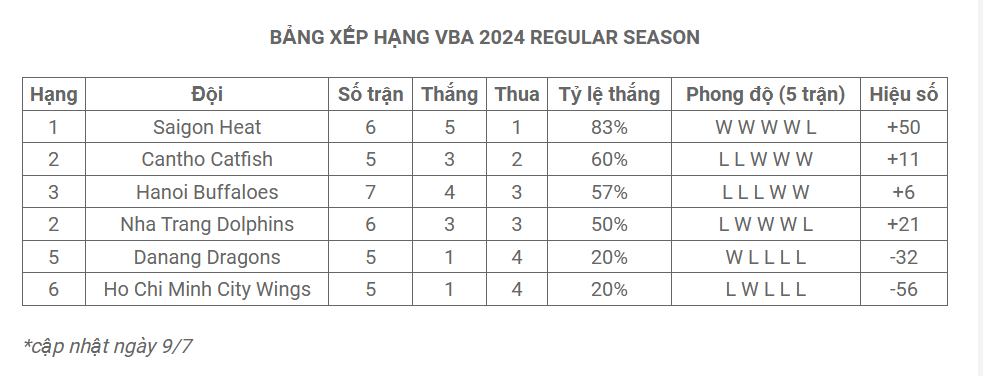 BẢNG XẾP HẠNG VBA 2024 REGULAR SEASON
Hạng Đội Số trận Thắng Thua Tỷ lệ thắng Phong độ (5 trận) Hiệu số
1 Saigon Heat 6 5 1 83% W W W W L +50
2 Cantho Catfish 5 3 2 60% L L W W W +11
3 Hanoi Buffaloes 7 4 3 57% L L L W W +6
2 Nha Trang Dolphins 6 3 3 50% L W W W L +21
5 Danang Dragons 5 1 4 20% W L L L L -32
6 Ho Chi Minh City Wings 5 1 4 20% L W L L L -56
*cập nhật ngày 9/7